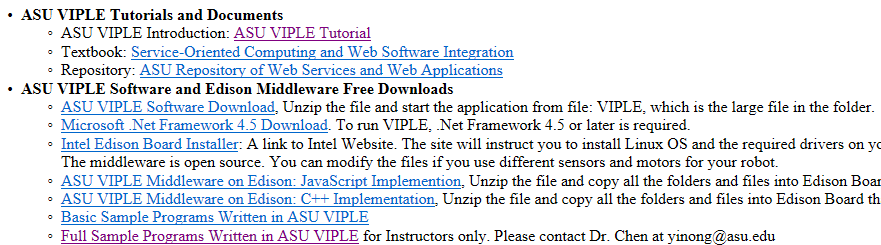 • ASU VIPLE Tutorials and Documents
◦ ASU VIPLE Introduction: ASU VIPLE Tutorial
◦ Textbook: Service-Oriented Computing and Web Software Integration
◦ Repository: ASU Repository of Web Services and Web Applications
• ASU VIPLE Software and Edison Middleware Free Downloads
◦ ASU VIPLE Software Download, Unzip the file and start the application from file: VIPLE, which is the large file in the folder.
◦ Microsoft .Net Framework 4.5 Download. To run VIPLE, .Net Framework 4.5 or later is required.
◦ Intel Edison Board Installer: A link to Intel Website. The site will instruct you to install Linux OS and the required drivers on
The middleware is open source. You can modify the files if you use different sensors and motors for your robot.
◦ ASU VIPLE Middleware on Edison: JavaScript Implemention, Unzip the file and copy all the folders and files into Edison
◦ ASU VIPLE Middleware on Edison: C++ Implementation, Unzip the file and copy all the folders and files into Edison Board
◦ Basic Sample Programs Written in ASU VIPLE
◦ Full Sample Programs Written in ASU VIPLE for Instructors only. Please contact Dr. Chen at yinong@asu.edu